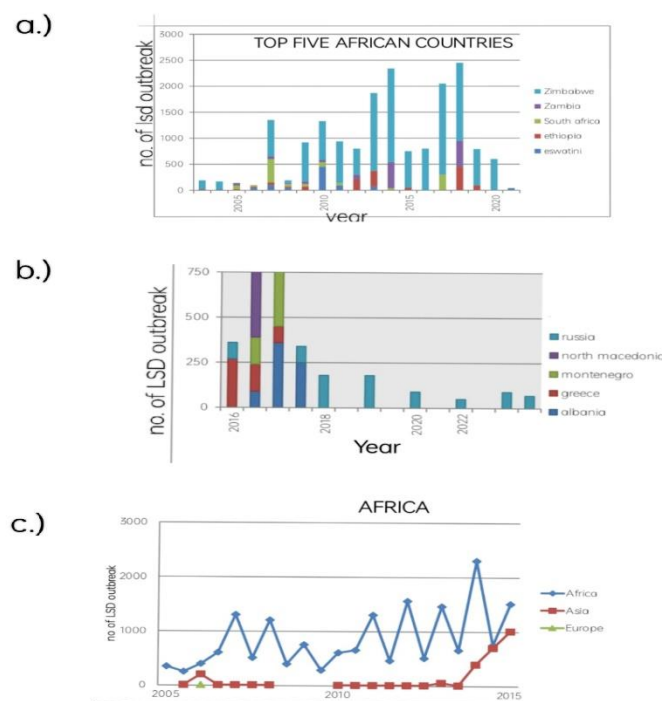 a.)
TOP FIVE AFRICAN COUNTRIES
no. of lsd outbreak
3000
2500
2000
1500
1000
500
0
2005
2010
2015
2020
year
Zimbabwe
Zambia
South africa
ethiopia
eswatini
b.)
no. of LSD outbreak
750
500
250
0
2016
2018
2020
2022
Year
russia
north macedonia
montenegro
greece
albania
c.)
AFRICA
no of LSD outbreak
3000
2000
1000
0
2005
2010
2015
Africa
Asia
Europe